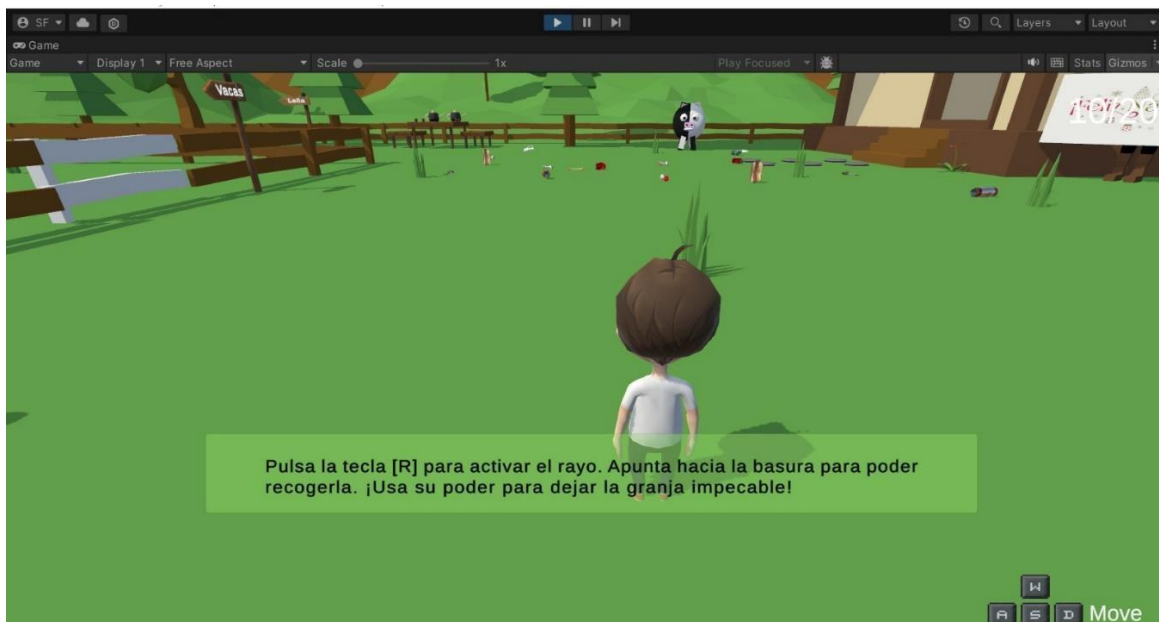 SF
Layers
Layout
Game
Game
Display 1
Free Aspect
Scale
1x
Play Focused
Stats
Gizmos
Vacas
Leña
10/20
Pulsa la tecla [R] para activar el rayo. Apunta hacia la basura para poder
recogerla. ¡Usa su poder para dejar la granja impecable!
W
A S D Move